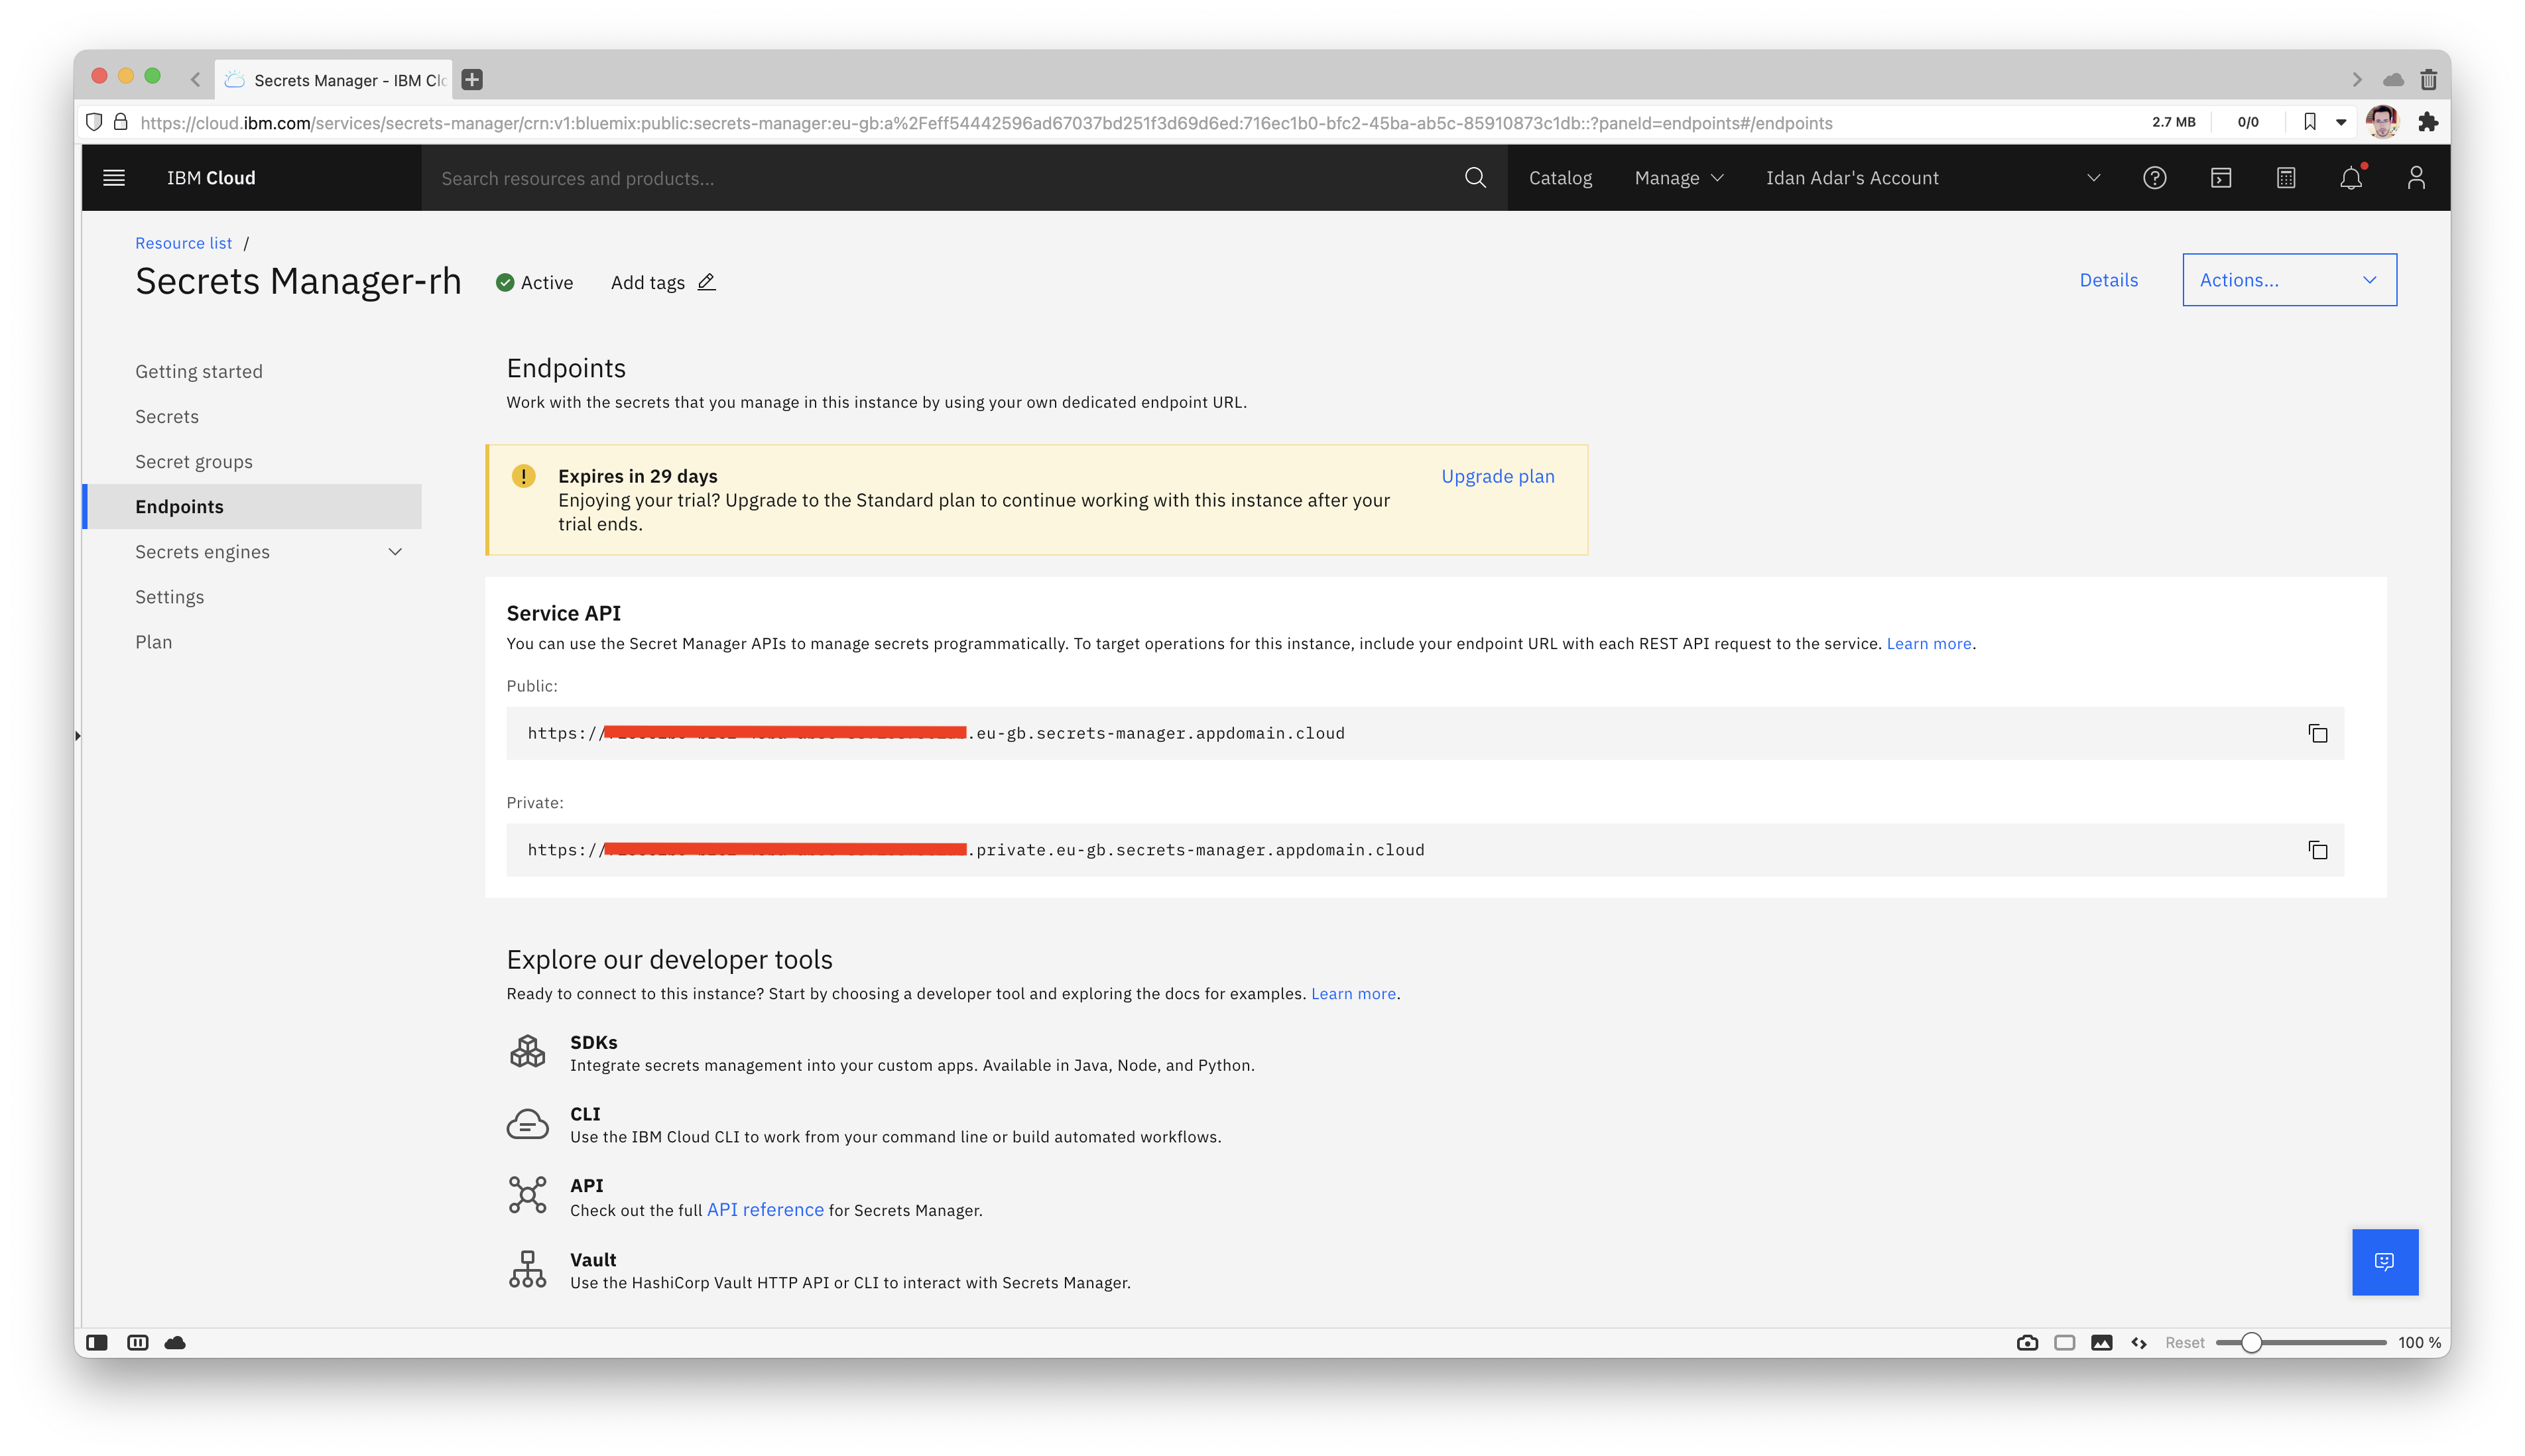 Secrets Manager - IBM Clo
https://cloud.ibm.com/services/secrets-manager/crn:v1:bluemix:public:secrets-manager:eu-gb:a%2Feff54442596ad67037bd251f3d69d6ed:716ec1b0-bfc2-45ba-ab5c-85910873c1db::?paneId=endpoints#/endpoints
2.7 MB
0/0
IBM Cloud
Search resources and products...
Catalog
Manage
Idan Adar's Account
Resource list /
Secrets Manager-rh
Active
Add tags
Details
Actions...
Getting started
Secrets
Secret groups
Endpoints
Secrets engines
Settings
Plan
Endpoints
Work with the secrets that you manage in this instance by using your own dedicated endpoint URL.
Expires in 29 days
Upgrade plan
Enjoying your trial? Upgrade to the Standard plan to continue working with this instance after your
trial ends.
Service API
You can use the Secret Manager APIs to manage secrets programmatically. To target operations for this instance, include your endpoint URL with each REST API request to the service. Learn more.
Public:
https://
.eu-gb.secrets-manager.appdomain.cloud
Private:
https://
.private.eu-gb.secrets-manager.appdomain.cloud
Explore our developer tools
Ready to connect to this instance? Start by choosing a developer tool and exploring the docs for examples. Learn more.
SDKs
Integrate secrets management into your custom apps. Available in Java, Node, and Python.
CLI
Use the IBM Cloud CLI to work from your command line or build automated workflows.
API
Check out the full API reference for Secrets Manager.
Vault
Use the HashiCorp Vault HTTP API or CLI to interact with Secrets Manager.
Reset
100 %